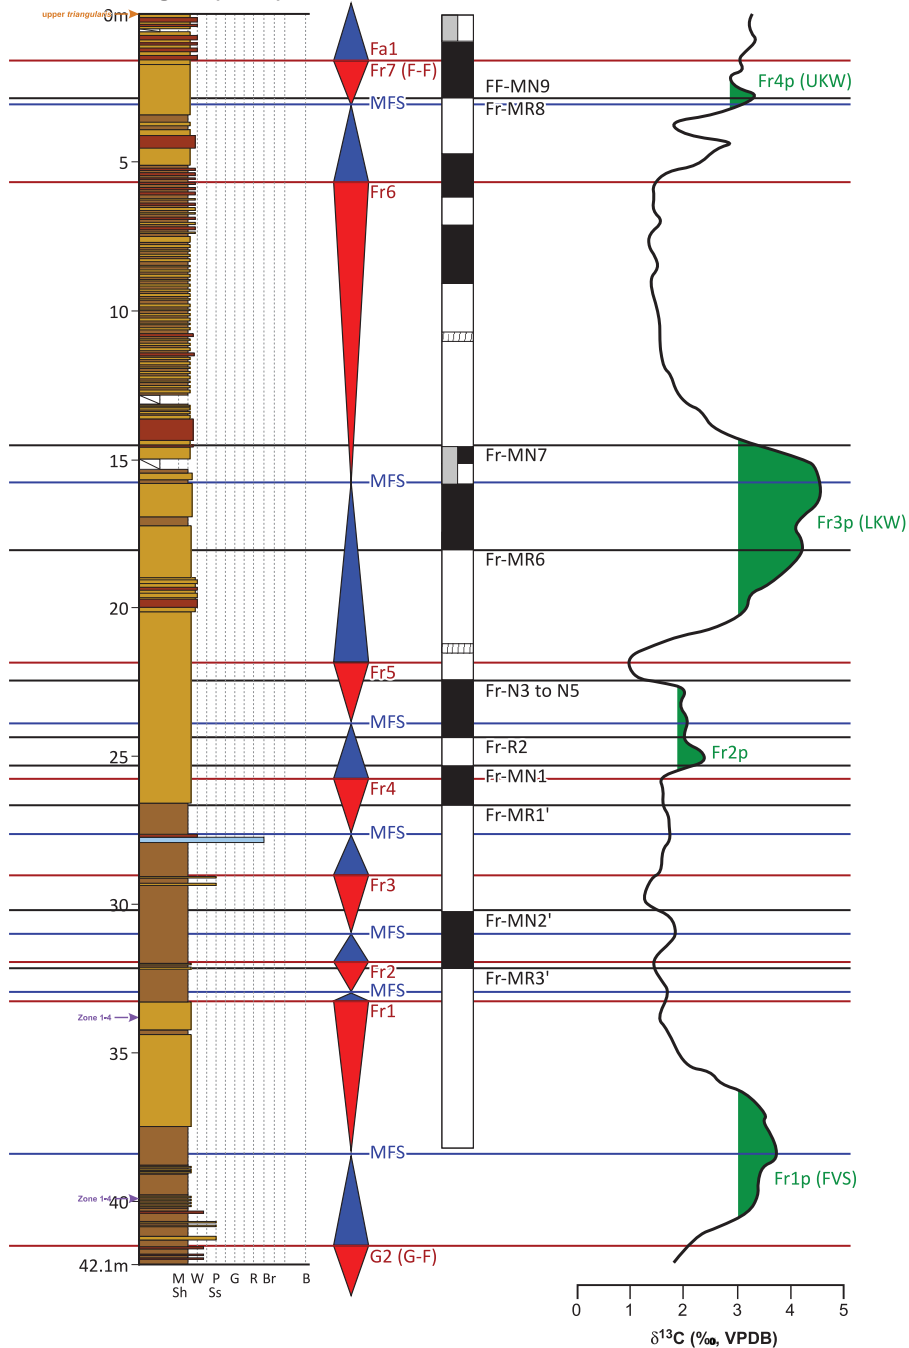 upper triangularis
0m
Fa1
Fr7 (F-F)
Fr4p (UKW)
FF-MN9
MFS
Fr-MR8
5
Fr6
10
Fr-MN7
15
MFS
Fr3p (LKW)
Fr-MR6
20
Fr5
Fr-N3 to N5
MFS
Fr-R2
Fr2p
25
Fr-MN1
Fr4
Fr-MR1'
MFS
Fr3
30
Fr-MN2'
MFS
Fr2
Fr-MR3'
MFS
Fr1
Zone 1-4
35
MFS
Fr1p (FVS)
Zone 1-4
40
G2 (G-F)
42.1m
M W P G R Br B
Sh Ss
0 1 2 3 4 5
δ¹³C (‰, VPDB)